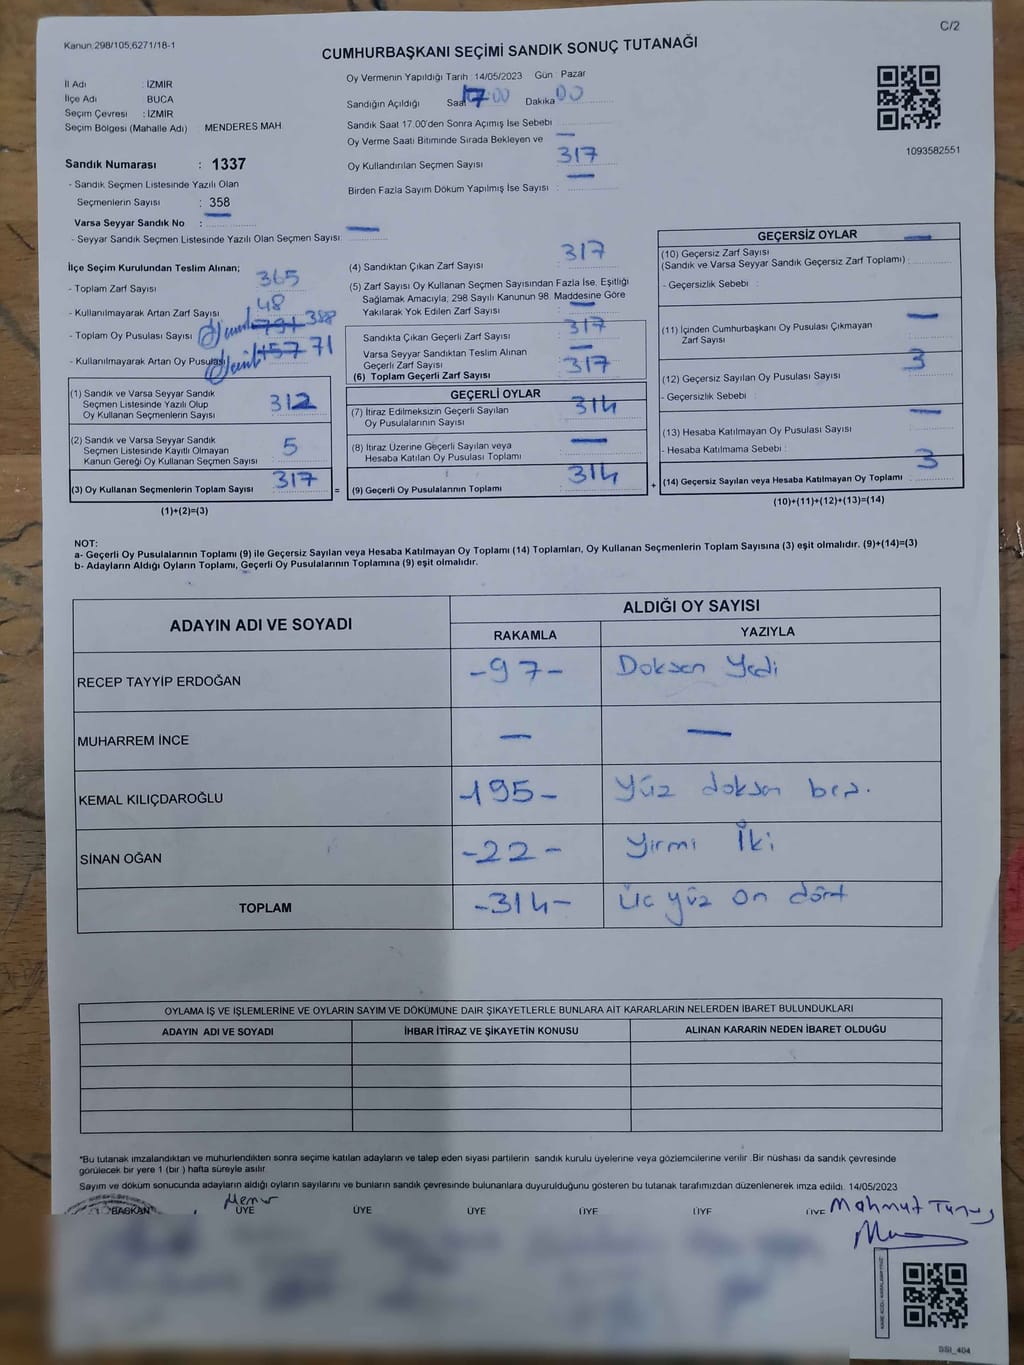 C/2
Kanun:298/105,6271/18-1
CUMHURBAŞKANI SEÇİMİ SANDIK SONUÇ TUTANAĞI
İl Adı : İZMİR
İlçe Adı BUCA
Seçim Çevresi : İZMİR
Seçim Bölgesi (Mahalle Adı) MENDERES MAH.
Sandık Numarası : 1337
- Sandık Seçmen Listesinde Yazılı Olan
Seçmenlerin Sayısı : 358
Varsa Seyyar Sandık No : —
- Seyyar Sandık Seçmen Listesinde Yazılı Olan Seçmen Sayısı: —
Oy Vermenin Yapıldığı Tarih :14/05/2023 Gün : Pazar
Sandığın Açıldığı Saat 17:00 Dakika 00
Sandık Saat 17.00'den Sonra Açımış İse Sebebi
Oy Verme Saati Bitiminde Sırada Bekleyen ve —
Oy Kullandırılan Seçmen Sayısı 317
Birden Fazla Sayım Döküm Yapılmış İse Sayısı : —
1093582551
İlçe Seçim Kurulundan Teslim Alınan;
- Toplam Zarf Sayısı 365
- Kullanılmayarak Artan Zarf Sayısı 48
- Toplam Oy Pusulası Sayısı 388
- Kullanılmayarak Artan Oy Pusulası 71
(1) Sandık ve Varsa Seyyar Sandık
Seçmen Listesinde Yazılı Olup
Oy Kullanan Seçmenlerin Sayısı 312
(2) Sandık ve Varsa Seyyar Sandık
Seçmen Listesinde Kayıtlı Olmayan
Kanun Gereği Oy Kullanan Seçmen Sayısı 5
(3) Oy Kullanan Seçmenlerin Toplam Sayısı 317
(1)+(2)=(3)
=
(4) Sandıktan Çıkan Zarf Sayısı 317
(5) Zarf Sayısı Oy Kullanan Seçmen Sayısından Fazla İse, Eşitliği
Sağlamak Amacıyla; 298 Sayılı Kanunun 98. Maddesine Göre
Yakılarak Yok Edilen Zarf Sayısı : —
Sandıkta Çıkan Geçerli Zarf Sayısı 317
Varsa Seyyar Sandıktan Teslim Alınan
Geçerli Zarf Sayısı —
(6) Toplam Geçerli Zarf Sayısı 317
GEÇERLİ OYLAR
(7) İtiraz Edilmeksizin Geçerli Sayılan
Oy Pusulalarının Sayısı 314
(8) İtiraz Üzerine Geçerli Sayılan veya
Hesaba Katılan Oy Pusulası Toplamı —
(9) Geçerli Oy Pusulalarının Toplamı 314
+
GEÇERSİZ OYLAR
(10) Geçersiz Zarf Sayısı —
(Sandık ve Varsa Seyyar Sandık Geçersiz Zarf Toplamı) :
- Geçersizlik Sebebi :
(11) İçinden Cumhurbaşkanı Oy Pusulası Çıkmayan
Zarf Sayısı —
(12) Geçersiz Sayılan Oy Pusulası Sayısı 3
- Geçersizlik Sebebi :
(13) Hesaba Katılmayan Oy Pusulası Sayısı —
- Hesaba Katılmama Sebebi :
(14) Geçersiz Sayılan veya Hesaba Katılmayan Oy Toplamı 3
(10)+(11)+(12)+(13)=(14)
NOT:
a- Geçerli Oy Pusulalarının Toplamı (9) ile Geçersiz Sayılan veya Hesaba Katılmayan Oy Toplamı (14) Toplamları, Oy Kullanan Seçmenlerin Toplam Sayısına (3) eşit olmalıdır. (9)+(14)=(3)
b- Adayların Aldığı Oyların Toplamı, Geçerli Oy Pusulalarının Toplamına (9) eşit olmalıdır.
ADAYIN ADI VE SOYADI ALDIĞI OY SAYISI
RAKAMLA YAZIYLA
RECEP TAYYİP ERDOĞAN -97- Doksan Yedi
MUHARREM İNCE — —
KEMAL KILIÇDAROĞLU -195- Yüz doksan beş.
SİNAN OĞAN -22- Yirmi İki
TOPLAM -314- Üç yüz on dört
OYLAMA İŞ VE İŞLEMLERİNE VE OYLARIN SAYIM VE DÖKÜMÜNE DAİR ŞİKAYETLERLE BUNLARA AİT KARARLARIN NELERDEN İBARET BULUNDUKLARI
ADAYIN ADI VE SOYADI İHBAR İTİRAZ VE ŞİKAYETİN KONUSU ALINAN KARARIN NEDEN İBARET OLDUĞU
*Bu tutanak imzalandıktan ve mühürlendikten sonra seçime katılan adayların ve talep eden siyasi partilerin sandık kurulu üyelerine veya gözlemcilerine verilir. Bir nüshası da sandık çevresinde
görülecek bir yere 1 (bir ) hafta süreyle asılır.
Sayım ve döküm sonucunda adayların aldığı oyların sayılarını ve bunların sandık çevresinde bulunanlara duyurulduğunu gösteren bu tutanak tarafımızdan düzenlenerek imza edildi. 14/05/2023
Memur Mahmut
BAŞKAN ÜYE ÜYE ÜYE ÜYE ÜYE ÜYE
SSI_404